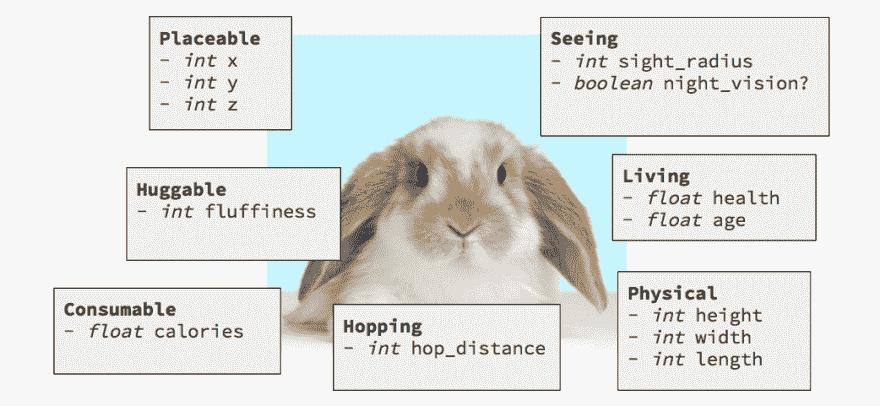 Placeable
- int x
- int y
- int z
Seeing
- int sight_radius
- boolean night_vision?
Huggable
- int fluffiness
Living
- float health
- float age
Consumable
- float calories
Hopping
- int hop_distance
Physical
- int height
- int width
- int length